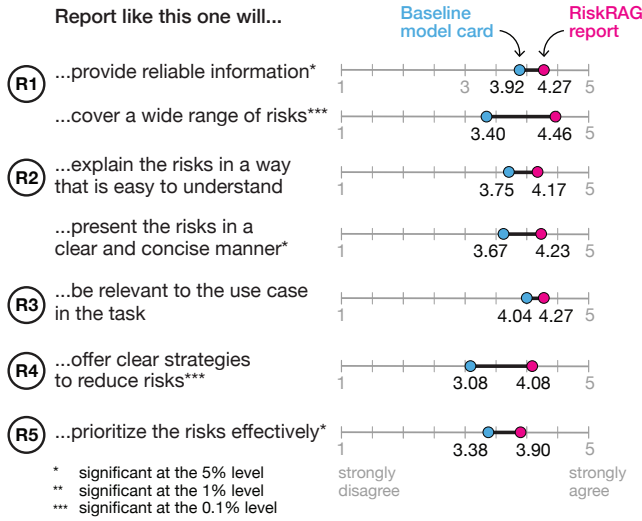 Report like this one will...
Baseline
model card
RiskRAG
report
R1
...provide reliable information*
1 3 5
3.92 4.27
...cover a wide range of risks***
1 5
3.40 4.46
R2
...explain the risks in a way
that is easy to understand
1 5
3.75 4.17
...present the risks in a
clear and concise manner*
1 5
3.67 4.23
R3
...be relevant to the use case
in the task
1 5
4.04 4.27
R4
...offer clear strategies
to reduce risks***
1 5
3.08 4.08
R5
...prioritize the risks effectively*
1 5
3.38 3.90
strongly
disagree
strongly
agree
* significant at the 5% level
** significant at the 1% level
*** significant at the 0.1% level